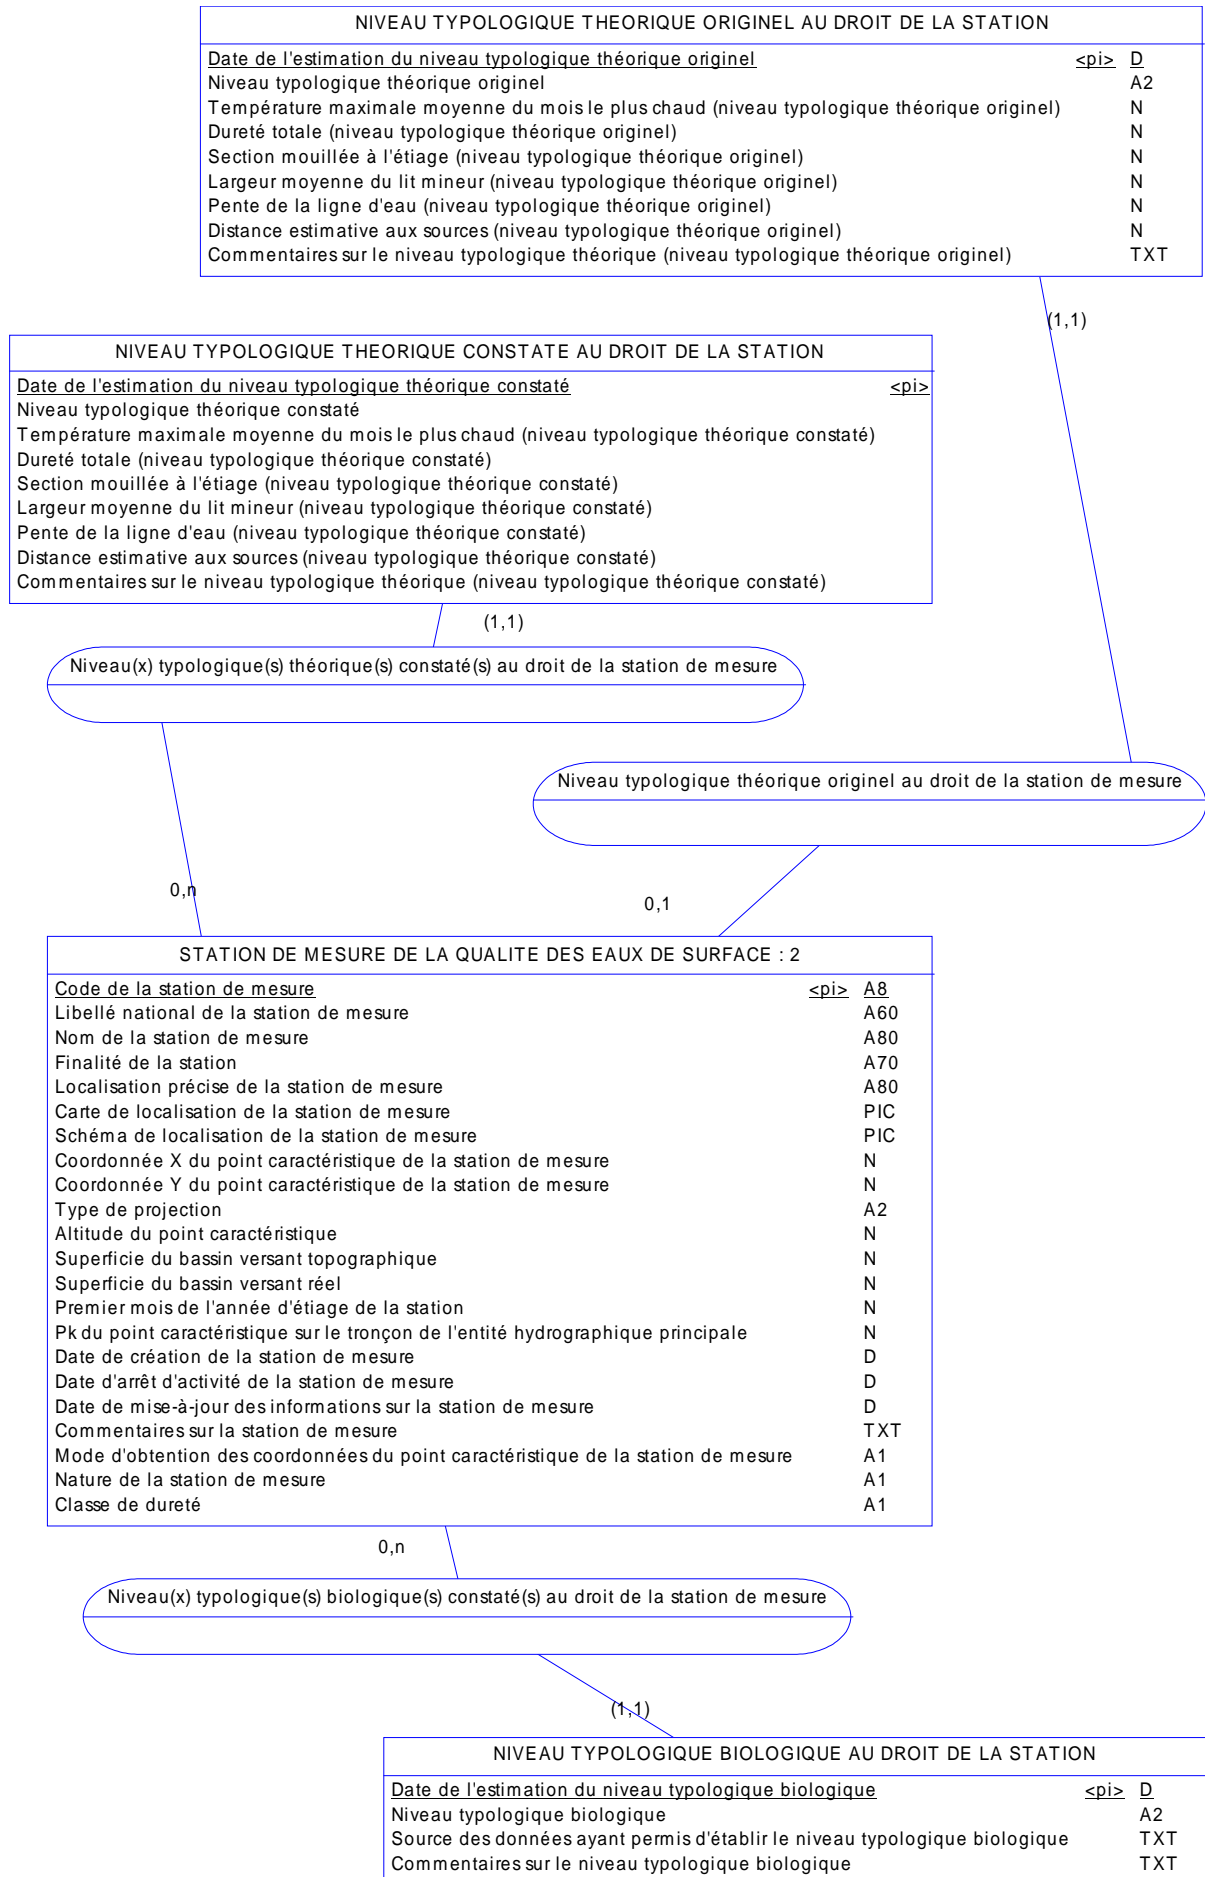 NIVEAU TYPOLOGIQUE THEORIQUE ORIGINEL AU DROIT DE LA STATION
Date de l'estimation du niveau typologique théorique originel <pi> D
Niveau typologique théorique originel A2
Température maximale moyenne du mois le plus chaud (niveau typologique théorique originel) N
Dureté totale (niveau typologique théorique originel) N
Section mouillée à l'étiage (niveau typologique théorique originel) N
Largeur moyenne du lit mineur (niveau typologique théorique originel) N
Pente de la ligne d'eau (niveau typologique théorique originel) N
Distance estimative aux sources (niveau typologique théorique originel) N
Commentaires sur le niveau typologique théorique (niveau typologique théorique originel) TXT
(1,1)
NIVEAU TYPOLOGIQUE THEORIQUE CONSTATE AU DROIT DE LA STATION
Date de l'estimation du niveau typologique théorique constaté <pi>
Niveau typologique théorique constaté
Température maximale moyenne du mois le plus chaud (niveau typologique théorique constaté)
Dureté totale (niveau typologique théorique constaté)
Section mouillée à l'étiage (niveau typologique théorique constaté)
Largeur moyenne du lit mineur (niveau typologique théorique constaté)
Pente de la ligne d'eau (niveau typologique théorique constaté)
Distance estimative aux sources (niveau typologique théorique constaté)
Commentaires sur le niveau typologique théorique (niveau typologique théorique constaté)
(1,1)
Niveau(x) typologique(s) théorique(s) constaté(s) au droit de la station de mesure
Niveau typologique théorique originel au droit de la station de mesure
0,n
0,1
STATION DE MESURE DE LA QUALITE DES EAUX DE SURFACE : 2
Code de la station de mesure <pi> A8
Libellé national de la station de mesure A60
Nom de la station de mesure A80
Finalité de la station A70
Localisation précise de la station de mesure A80
Carte de localisation de la station de mesure PIC
Schéma de localisation de la station de mesure PIC
Coordonnée X du point caractéristique de la station de mesure N
Coordonnée Y du point caractéristique de la station de mesure N
Type de projection A2
Altitude du point caractéristique N
Superficie du bassin versant topographique N
Superficie du bassin versant réel N
Premier mois de l'année d'étiage de la station N
Pk du point caractéristique sur le tronçon de l'entité hydrographique principale N
Date de création de la station de mesure D
Date d'arrêt d'activité de la station de mesure D
Date de mise-à-jour des informations sur la station de mesure D
Commentaires sur la station de mesure TXT
Mode d'obtention des coordonnées du point caractéristique de la station de mesure A1
Nature de la station de mesure A1
Classe de dureté A1
0,n
Niveau(x) typologique(s) biologique(s) constaté(s) au droit de la station de mesure
(1,1)
NIVEAU TYPOLOGIQUE BIOLOGIQUE AU DROIT DE LA STATION
Date de l'estimation du niveau typologique biologique <pi> D
Niveau typologique biologique A2
Source des données ayant permis d'établir le niveau typologique biologique TXT
Commentaires sur le niveau typologique biologique TXT